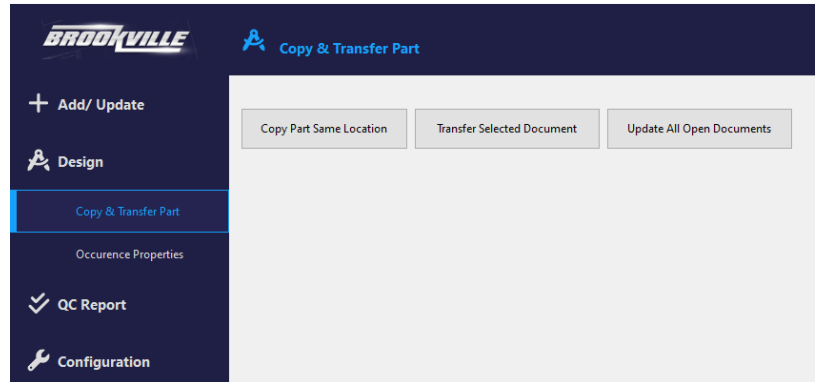 BROOKVILLE
Copy & Transfer Part
Add/ Update
Design
Copy & Transfer Part
Occurence Properties
QC Report
Configuration
Copy Part Same Location
Transfer Selected Document
Update All Open Documents